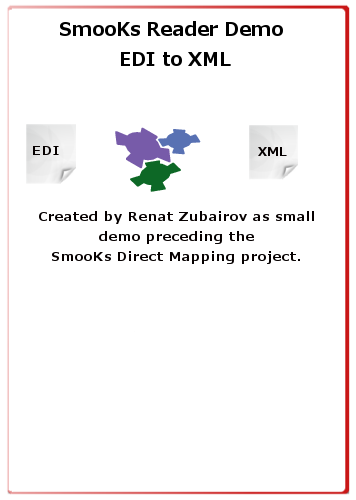 SmooKs Reader Demo
EDI to XML
EDI
XML
Created by Renat Zubairov as small
demo preceding the
SmooKs Direct Mapping project.